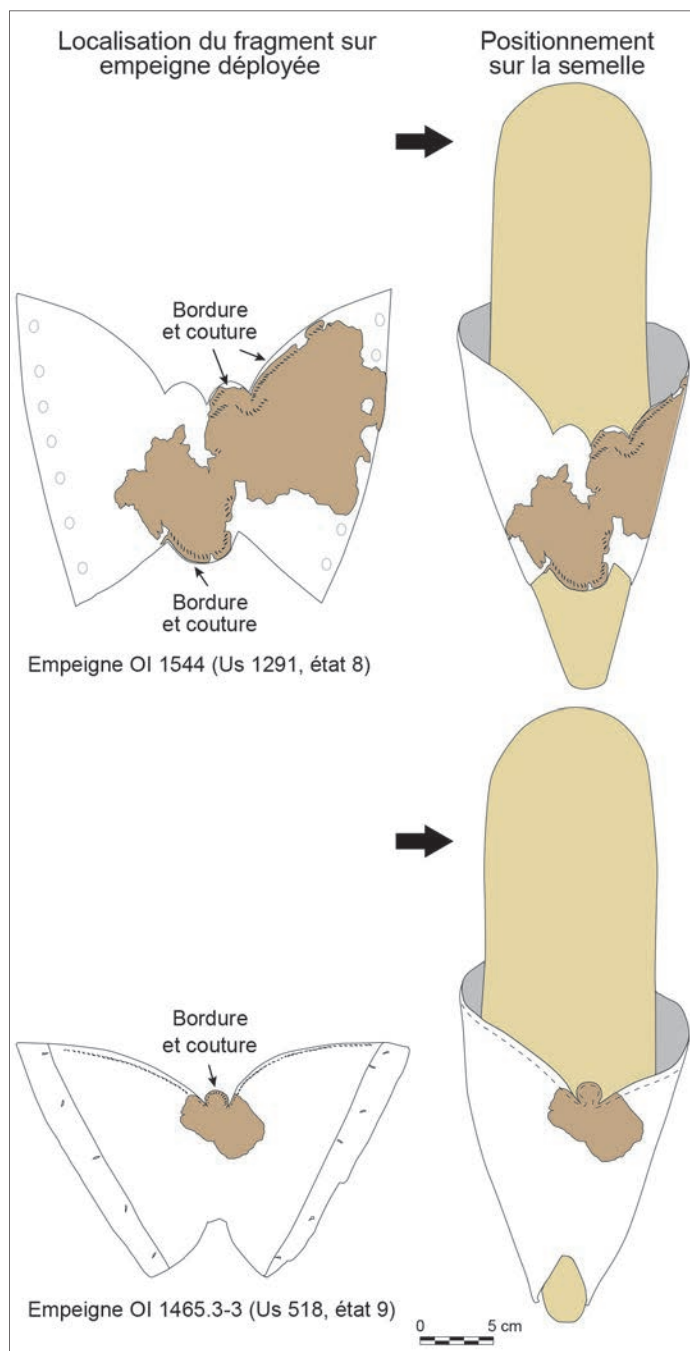 Localisation du fragment sur
empeigne déployée
Positionnement
sur la semelle
Bordure
et couture
Bordure
et couture
Empeigne OI 1544 (Us 1291, état 8)
Bordure
et couture
Empeigne OI 1465.3-3 (Us 518, état 9)
0 5 cm